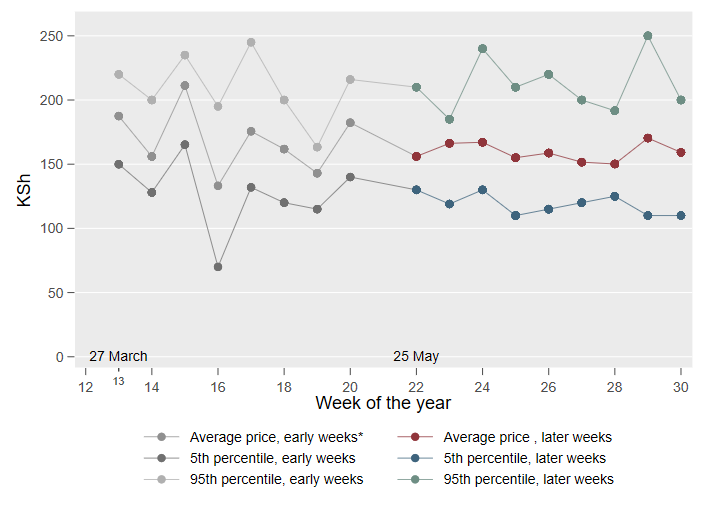 250
200
150
100
50
0
KSh
27 March
25 May
12
13
14
16
18
20
22
24
26
28
30
Week of the year
Average price, early weeks*
Average price , later weeks
5th percentile, early weeks
5th percentile, later weeks
95th percentile, early weeks
95th percentile, later weeks